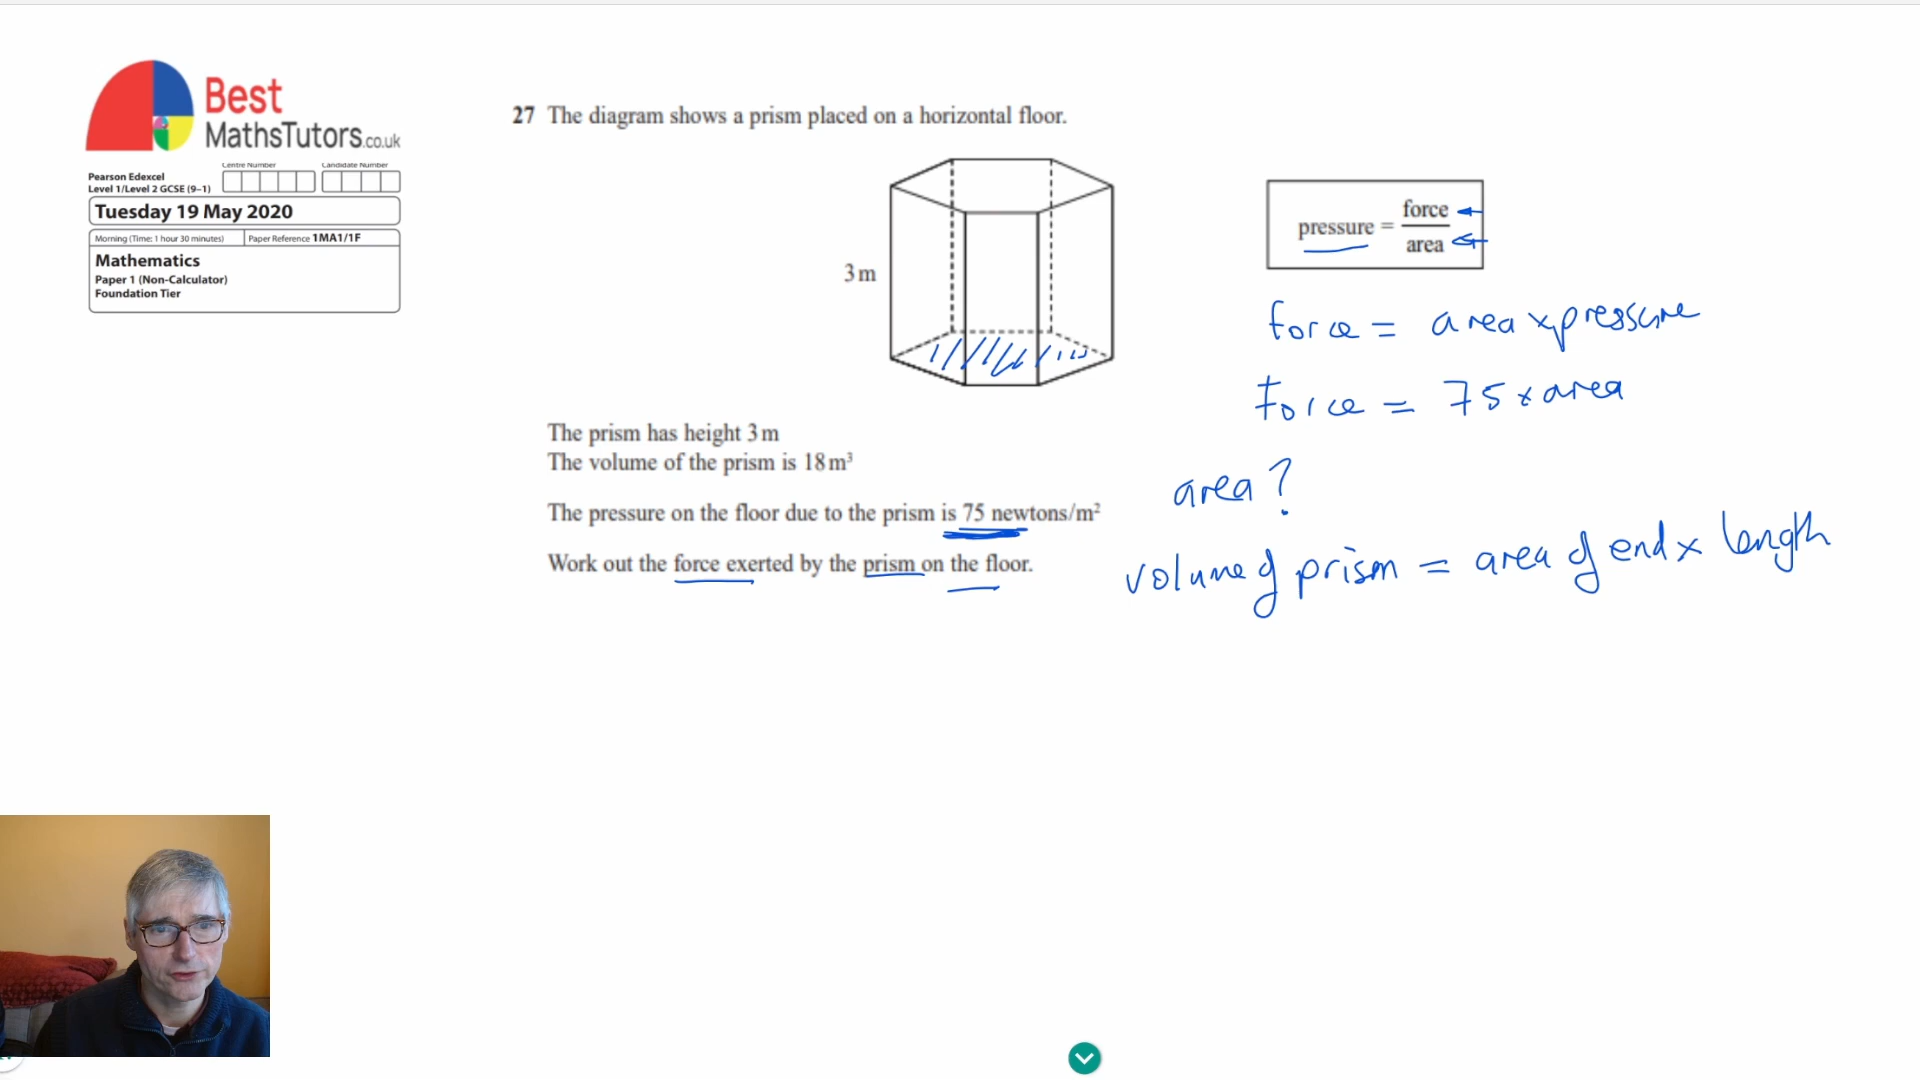 Best
MathsTutors.co.uk
Centre Number
Candidate Number
Pearson Edexcel
Level 1/Level 2 GCSE (9–1)
Tuesday 19 May 2020
Morning (Time: 1 hour 30 minutes)
Paper Reference 1MA1/1F
Mathematics
Paper 1 (Non-Calculator)
Foundation Tier
27 The diagram shows a prism placed on a horizontal floor.
3 m
pressure = force
area
The prism has height 3 m
The volume of the prism is 18 m³
The pressure on the floor due to the prism is 75 newtons/m²
Work out the force exerted by the prism on the floor.
force = area × pressure
force = 75 × area
area ?
volume of prism = area of end × length